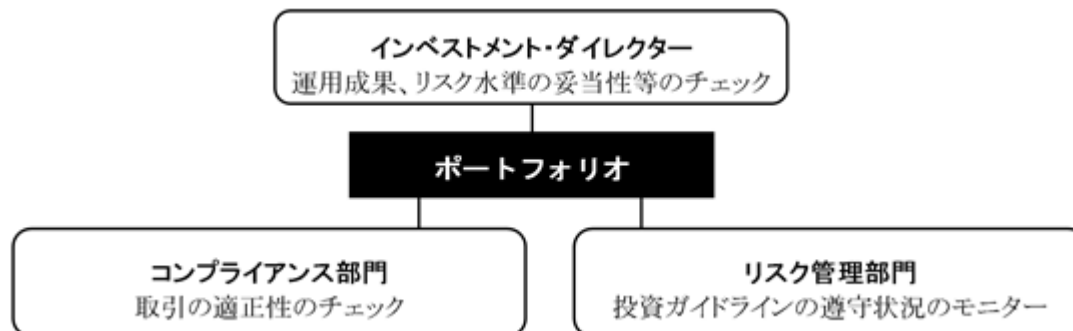 インベストメント・ダイレクター
運用成果、リスク水準の妥当性等のチェック
ポートフォリオ
コンプライアンス部門
取引の適正性のチェック
リスク管理部門
投資ガイドラインの遵守状況のモニター